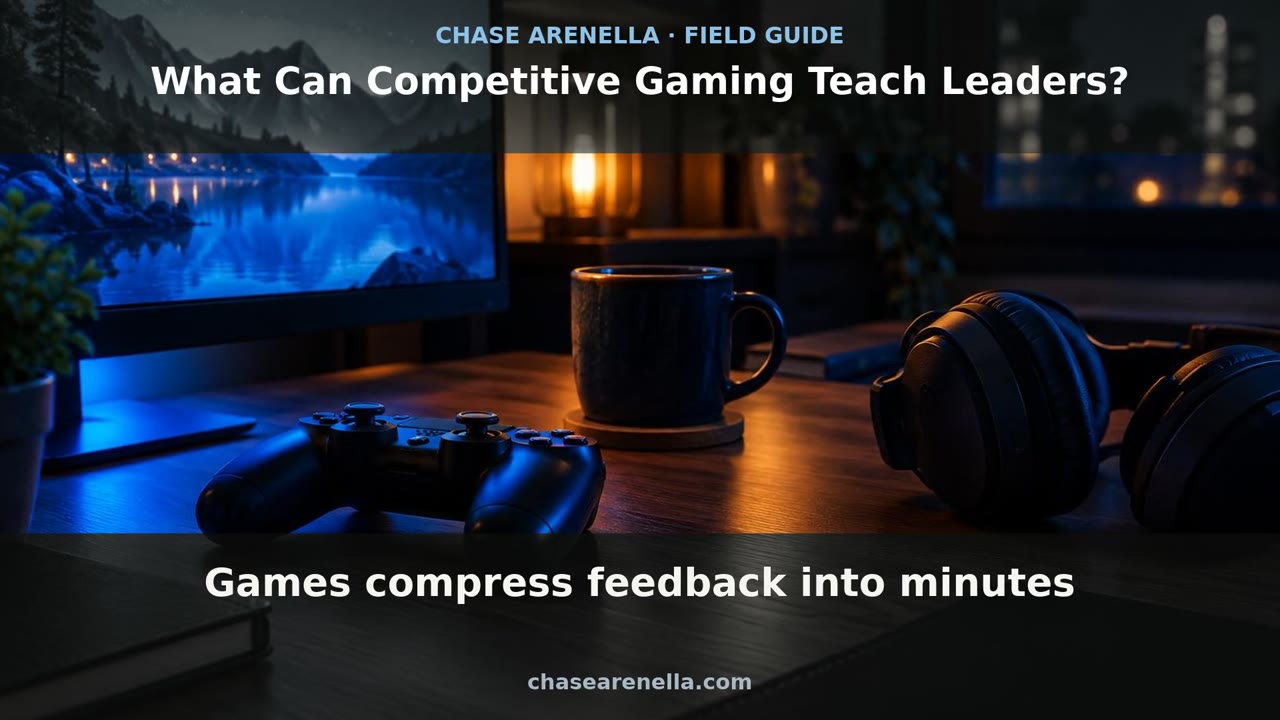 CHASE ARENELLA · FIELD GUIDE
What Can Competitive Gaming Teach Leaders?
Games compress feedback into minutes
chasearenella.com